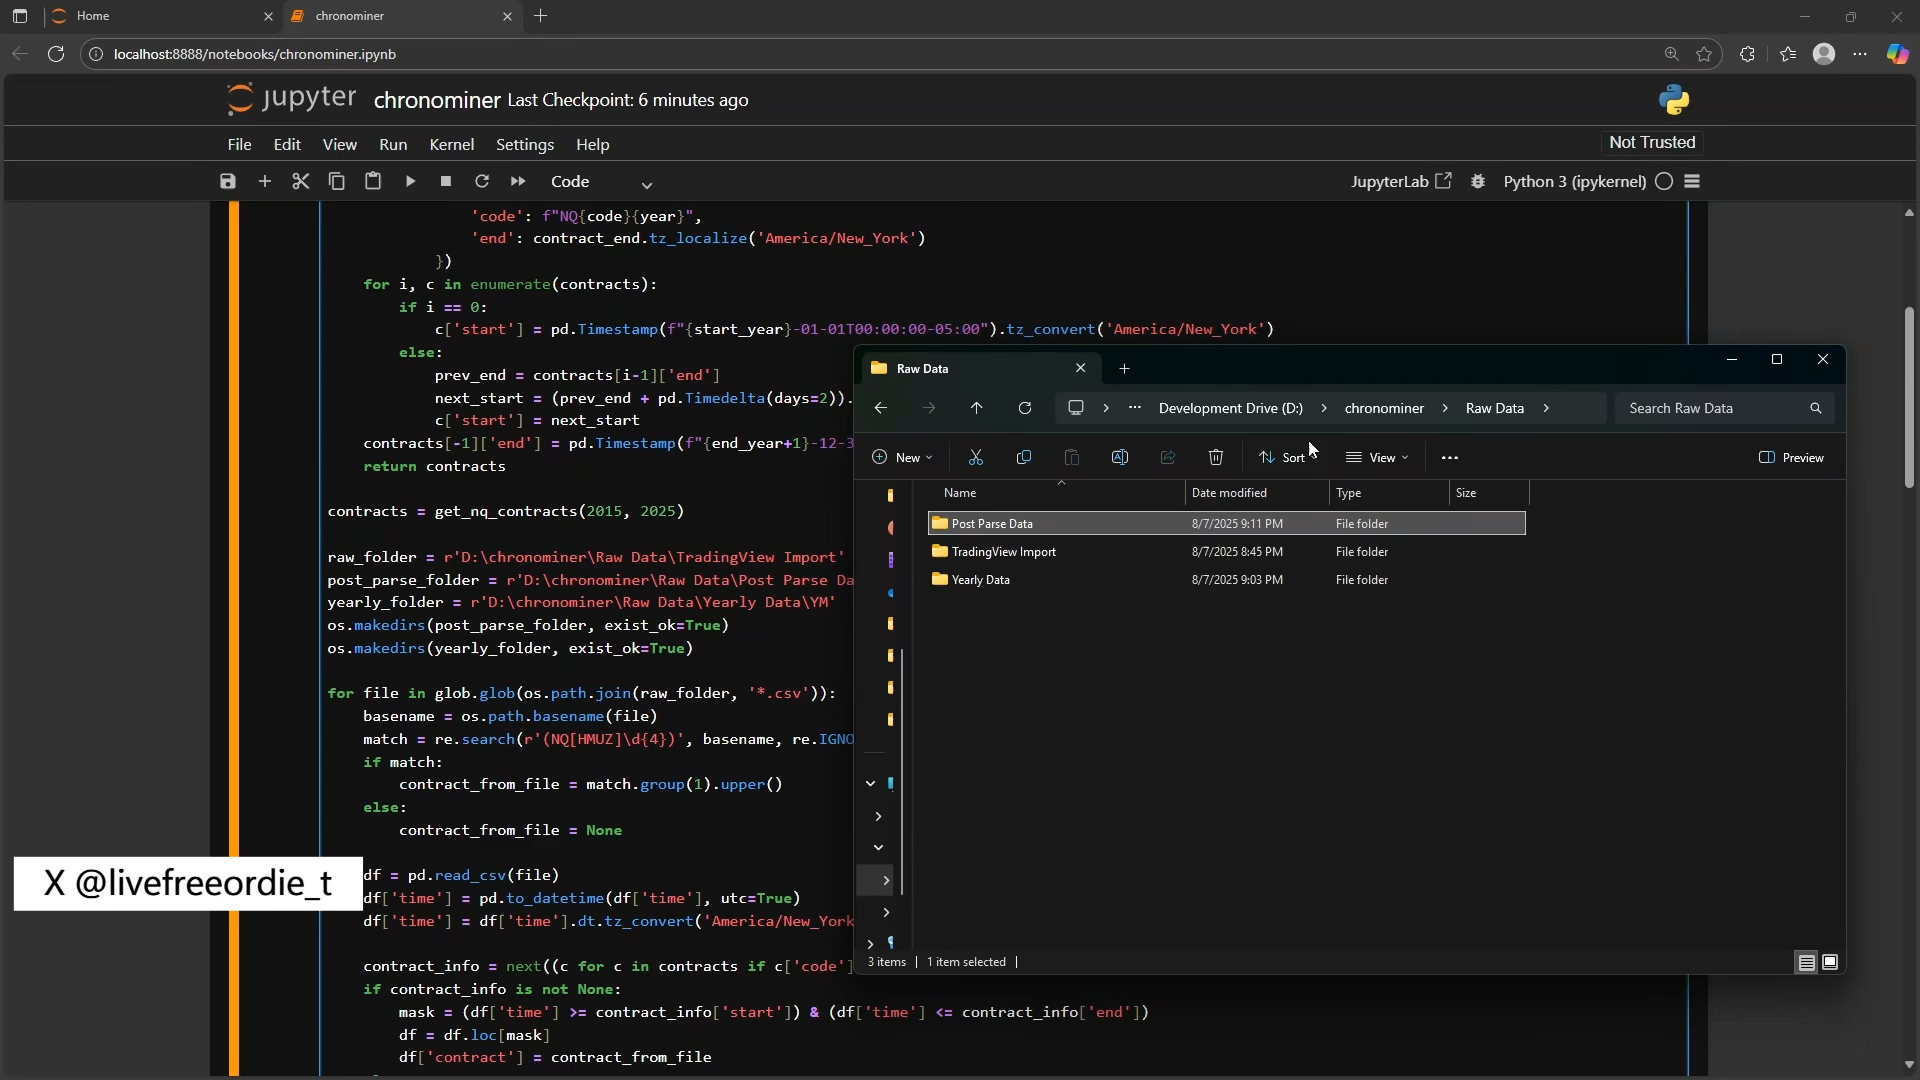 Home
chronominer
localhost:8888/notebooks/chronominer.ipynb
jupyter chronominer Last Checkpoint: 6 minutes ago
File Edit View Run Kernel Settings Help
Not Trusted
Code
JupyterLab Python 3 (ipykernel)
'code': f"NQ{code}{year}",
'end': contract_end.tz_localize('America/New_York')
})
for i, c in enumerate(contracts):
if i == 0:
c['start'] = pd.Timestamp(f"{start_year}-01-01T00:00:00-05:00").tz_convert('America/New_York')
else:
prev_end = contracts[i-1]['end']
next_start = (prev_end + pd.Timedelta(days=2)).
c['start'] = next_start
contracts[-1]['end'] = pd.Timestamp(f"{end_year+1}-12-3
return contracts
contracts = get_nq_contracts(2015, 2025)
raw_folder = r'D:\chronominer\Raw Data\TradingView Import'
post_parse_folder = r'D:\chronominer\Raw Data\Post Parse Da
yearly_folder = r'D:\chronominer\Raw Data\Yearly Data\YM'
os.makedirs(post_parse_folder, exist_ok=True)
os.makedirs(yearly_folder, exist_ok=True)
for file in glob.glob(os.path.join(raw_folder, '*.csv')):
basename = os.path.basename(file)
match = re.search(r'(NQ[HMUZ]\d{4})', basename, re.IGNO
if match:
contract_from_file = match.group(1).upper()
else:
contract_from_file = None
df = pd.read_csv(file)
df['time'] = pd.to_datetime(df['time'], utc=True)
df['time'] = df['time'].dt.tz_convert('America/New_York
contract_info = next((c for c in contracts if c['code']
if contract_info is not None:
mask = (df['time'] >= contract_info['start']) & (df['time'] <= contract_info['end'])
df = df.loc[mask]
df['contract'] = contract_from_file
X @livefreeordie_t
Raw Data
Development Drive (D:) > chronominer > Raw Data >
Search Raw Data
New
Sort
View
Preview
Name Date modified Type Size
Post Parse Data 8/7/2025 9:11 PM File folder
TradingView Import 8/7/2025 8:45 PM File folder
Yearly Data 8/7/2025 9:03 PM File folder
3 items 1 item selected